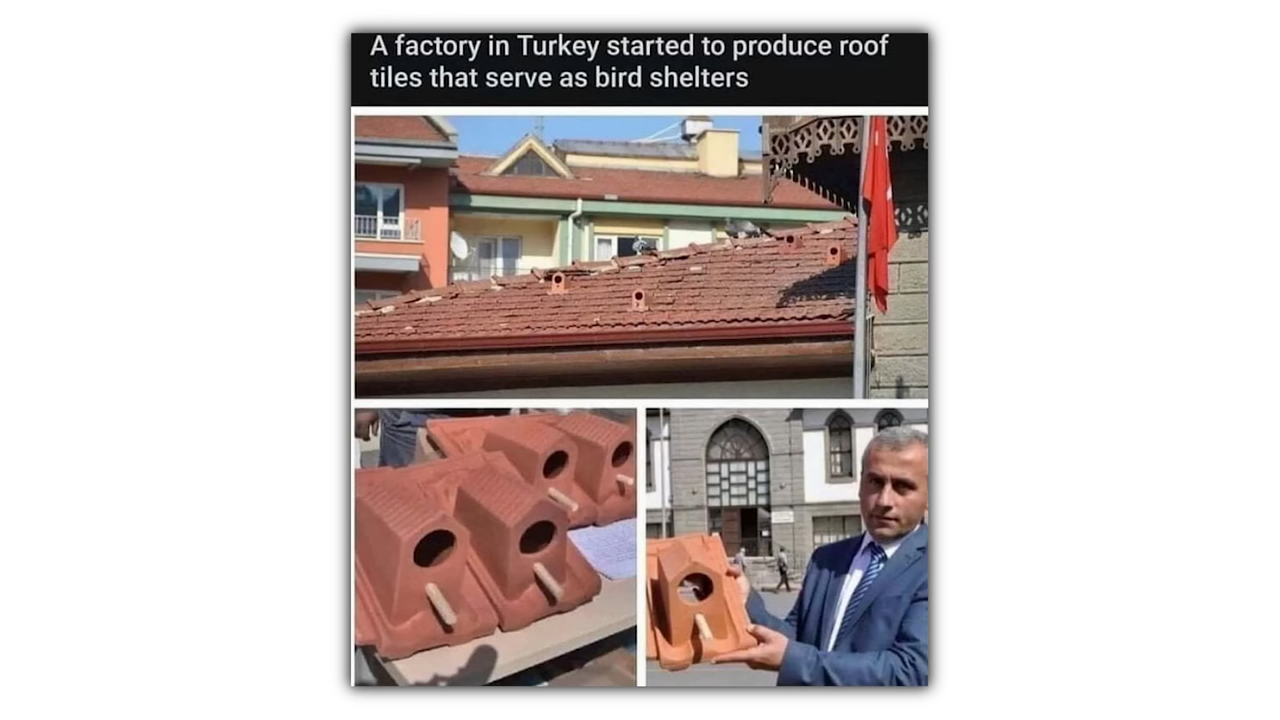 A factory in Turkey started to produce roof
tiles that serve as bird shelters